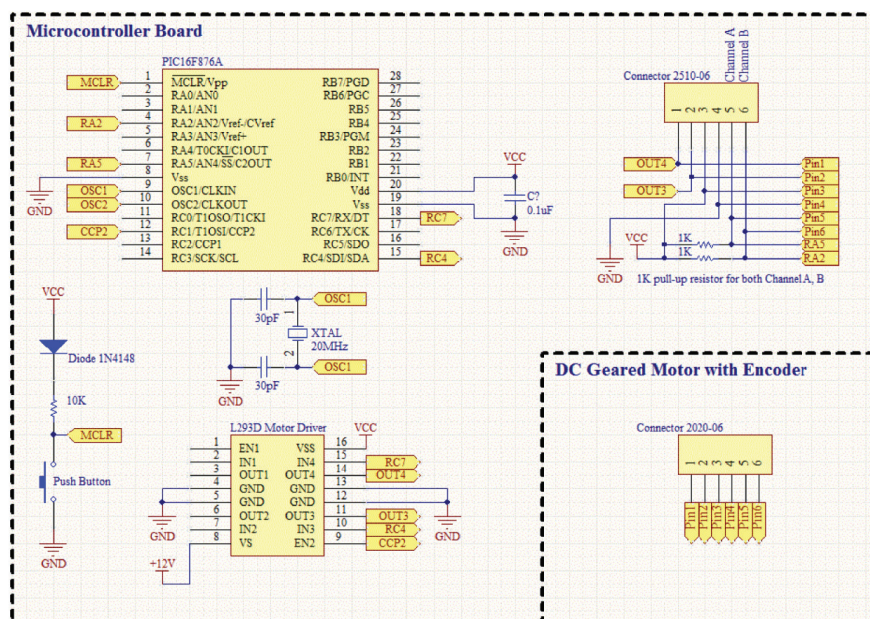 Microcontroller Board
PIC16F876A
MCLR 1 MCLR/Vpp RB7/PGD 28
2 RA0/AN0 RB6/PGC 27
3 RA1/AN1 RB5 26
RA2 4 RA2/AN2/Vref-/CVref RB4 25
5 RA3/AN3/Vref+ RB3/PGM 24
6 RA4/T0CKI/C1OUT RB2 23
RA5 7 RA5/AN4/SS/C2OUT RB1 22
8 Vss RB0/INT 21
OSC1 9 OSC1/CLKIN Vdd 20
OSC2 10 OSC2/CLKOUT Vss 19
11 RC0/T1OSO/T1CKI RC7/RX/DT 18 RC7
CCP2 12 RC1/T1OSI/CCP2 RC6/TX/CK 17
13 RC2/CCP1 RC5/SDO 16
14 RC3/SCK/SCL RC4/SDI/SDA 15 RC4
GND
VCC
C?
0.1uF
GND
Channel A
Channel B
Connector 2510-06
1 2 3 4 5 6
OUT4 Pin1
Pin2
OUT3 Pin3
Pin4
Pin5
Pin6
VCC 1K RA5
1K RA2
GND
1K pull-up resistor for both Channel A, B
VCC
Diode 1N4148
10K
MCLR
Push Button
GND
30pF OSC1
1
XTAL
20MHz
2
30pF OSC1
GND
L293D Motor Driver
VCC
1 EN1 VSS 16
2 IN1 IN4 15 RC7
3 OUT1 OUT4 14 OUT4
4 GND GND 13
5 GND GND 12
6 OUT2 OUT3 11 OUT3
7 IN2 IN3 10 RC4
8 VS EN2 9 CCP2
GND
GND
+12V
DC Geared Motor with Encoder
Connector 2020-06
1 2 3 4 5 6
Pin1 Pin2 Pin3 Pin4 Pin5 Pin6